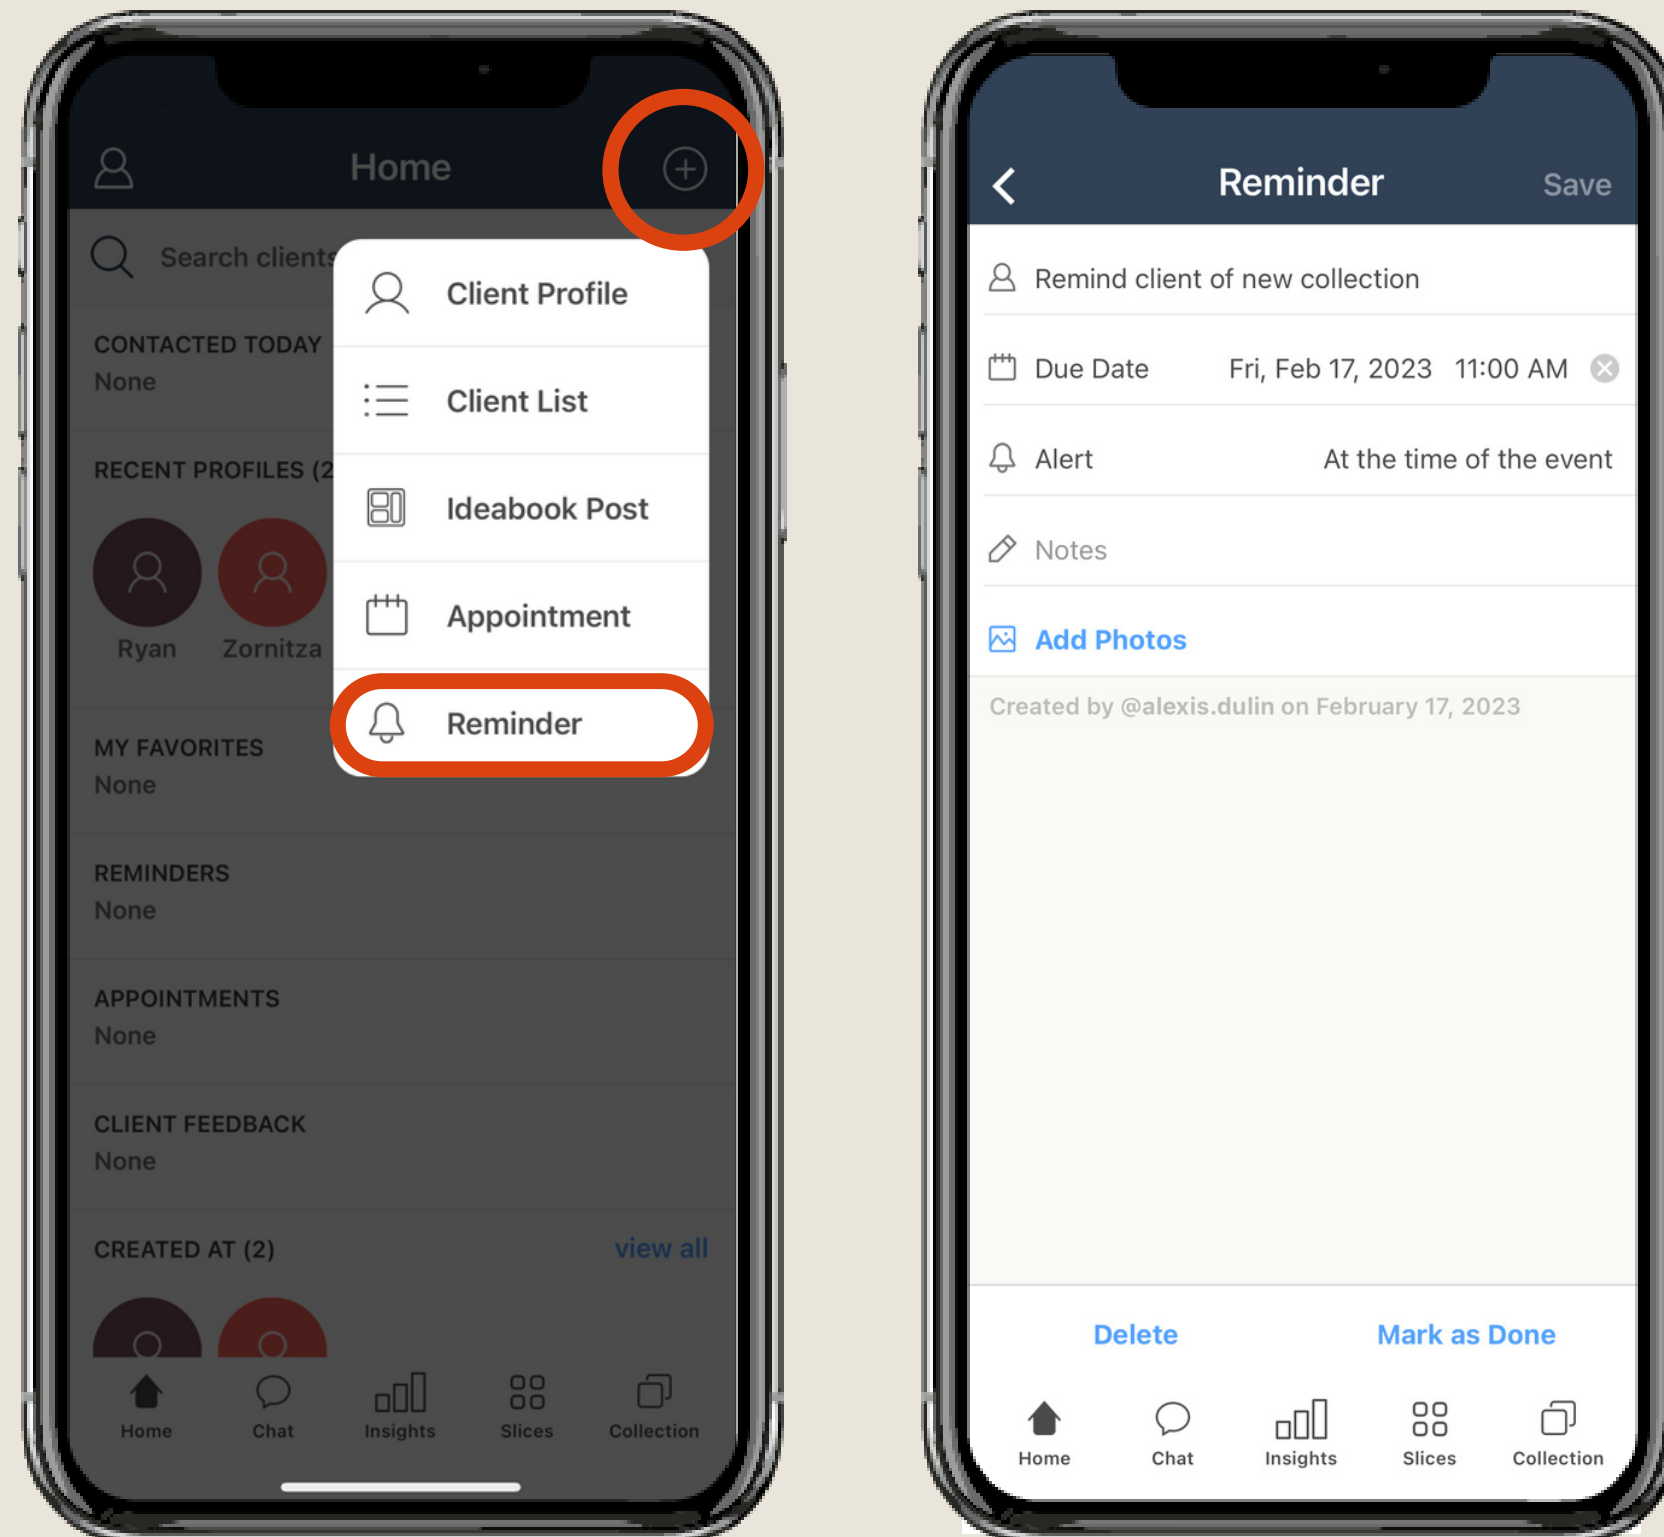 Home
Search clients
CONTACTED TODAY
None
RECENT PROFILES (2
Ryan
Zornitza
MY FAVORITES
None
REMINDERS
None
APPOINTMENTS
None
CLIENT FEEDBACK
None
CREATED AT (2)
view all
Home
Chat
Insights
Slices
Collection
Client Profile
Client List
Ideabook Post
Appointment
Reminder
Reminder
Save
Remind client of new collection
Due Date Fri, Feb 17, 2023 11:00 AM
Alert At the time of the event
Notes
Add Photos
Created by @alexis.dulin on February 17, 2023
Delete
Mark as Done
Home
Chat
Insights
Slices
Collection